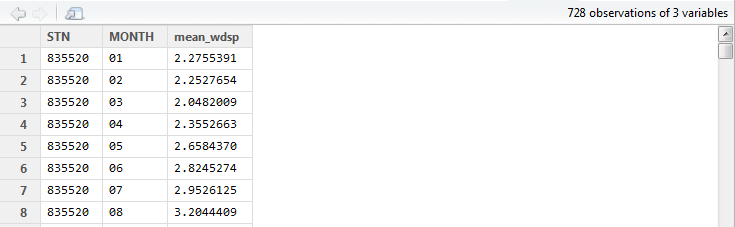 728 observations of 3 variables
STN MONTH mean_wdsp
1 835520 01 2.2755391
2 835520 02 2.2527654
3 835520 03 2.0482009
4 835520 04 2.3552663
5 835520 05 2.6584370
6 835520 06 2.8245274
7 835520 07 2.9526125
8 835520 08 3.2044409